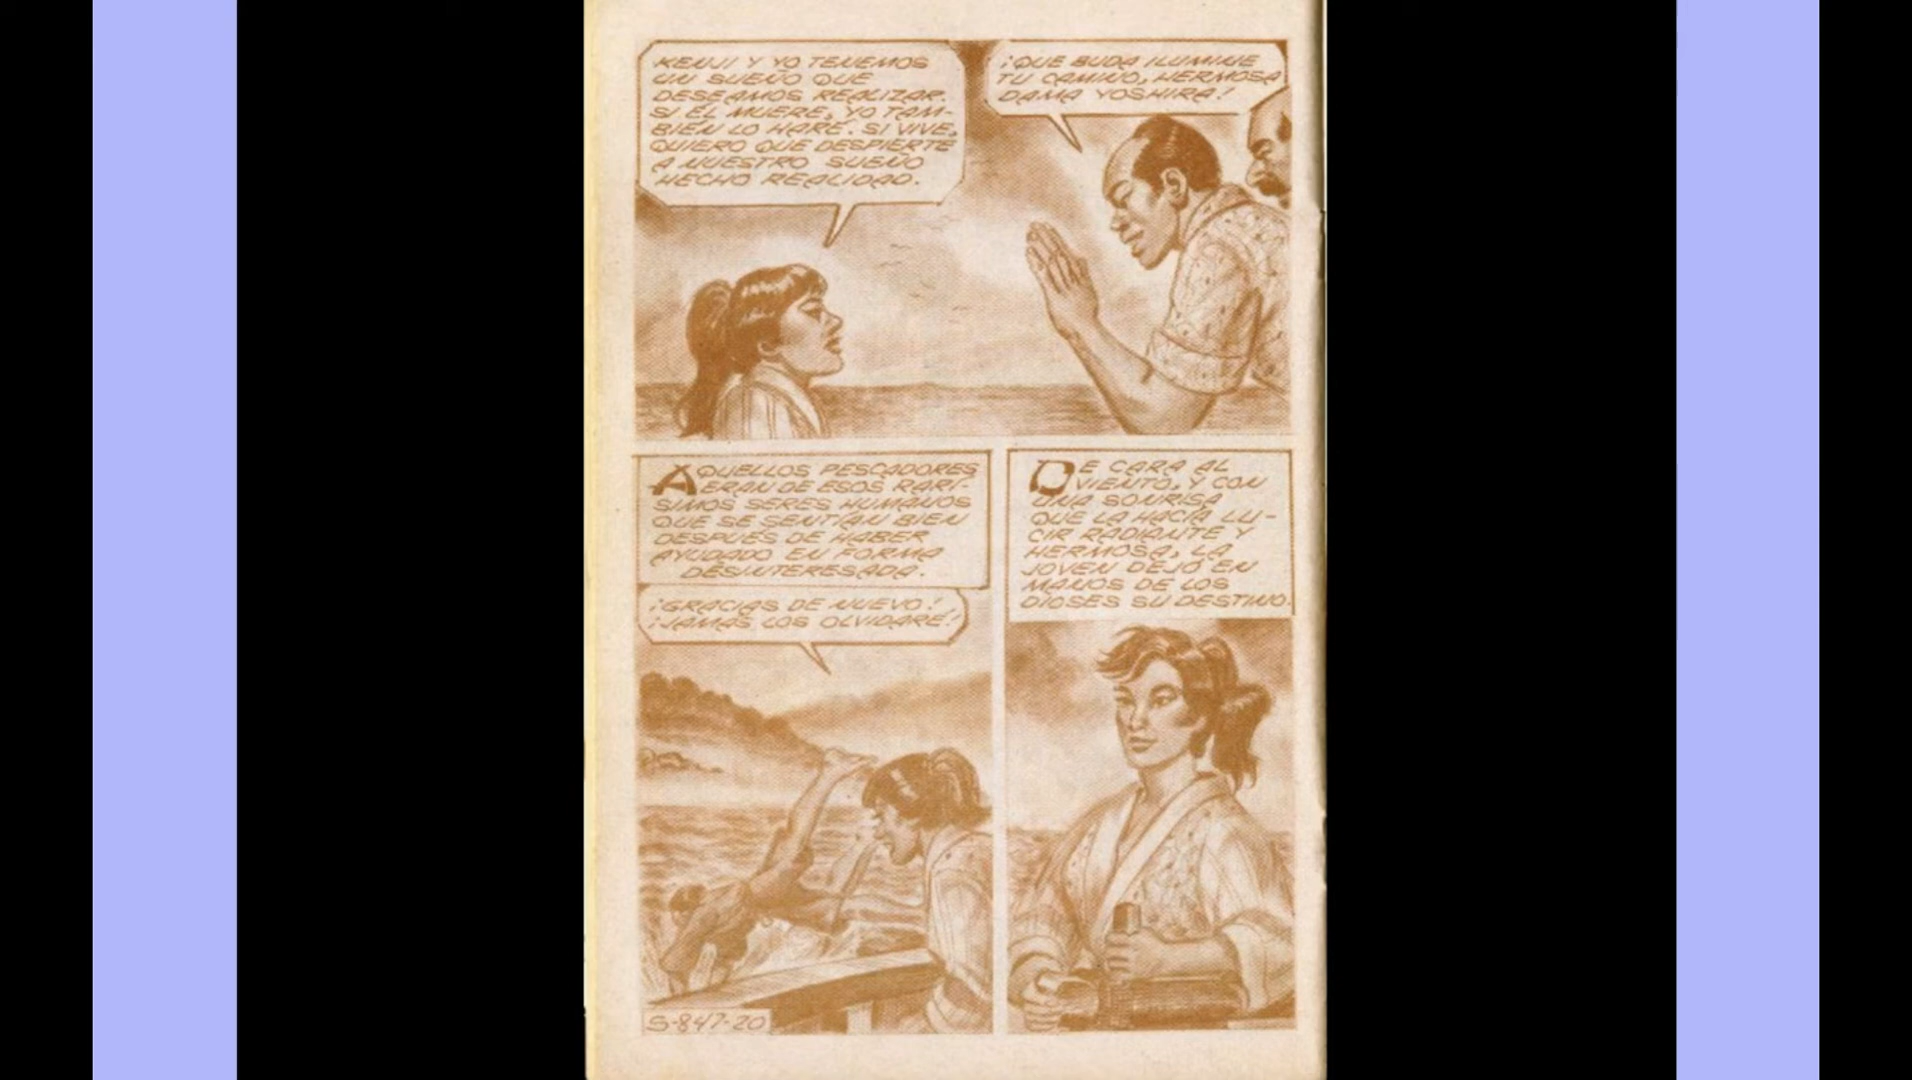 KENJI Y YO TENEMOS
UN SUEÑO QUE
DESEAMOS REALIZAR.
SI ÉL MUERE, YO TAM-
BIÉN LO HARÉ. SI VIVE,
QUIERO QUE DESPIERTE
A NUESTRO SUEÑO
HECHO REALIDAD.
¡QUE BUDA ILUMINE
TU CAMINO, HERMOSA
DAMA YOSHIRA!
AQUELLOS PESCADORES
ERAN DE ESOS RARÍ-
SIMOS SERES HUMANOS
QUE SE SENTÍAN BIEN
DESPUÉS DE HABER
AYUDADO EN FORMA
DESINTERESADA.
¡GRACIAS DE NUEVO!
¡JAMÁS LOS OLVIDARÉ!
DE CARA AL
VIENTO, Y CON
UNA SONRISA
QUE LA HACÍA LU-
CIR RADIANTE Y
HERMOSA, LA
JOVEN DEJÓ EN
MANOS DE LOS
DIOSES SU DESTINO.
S-847-20